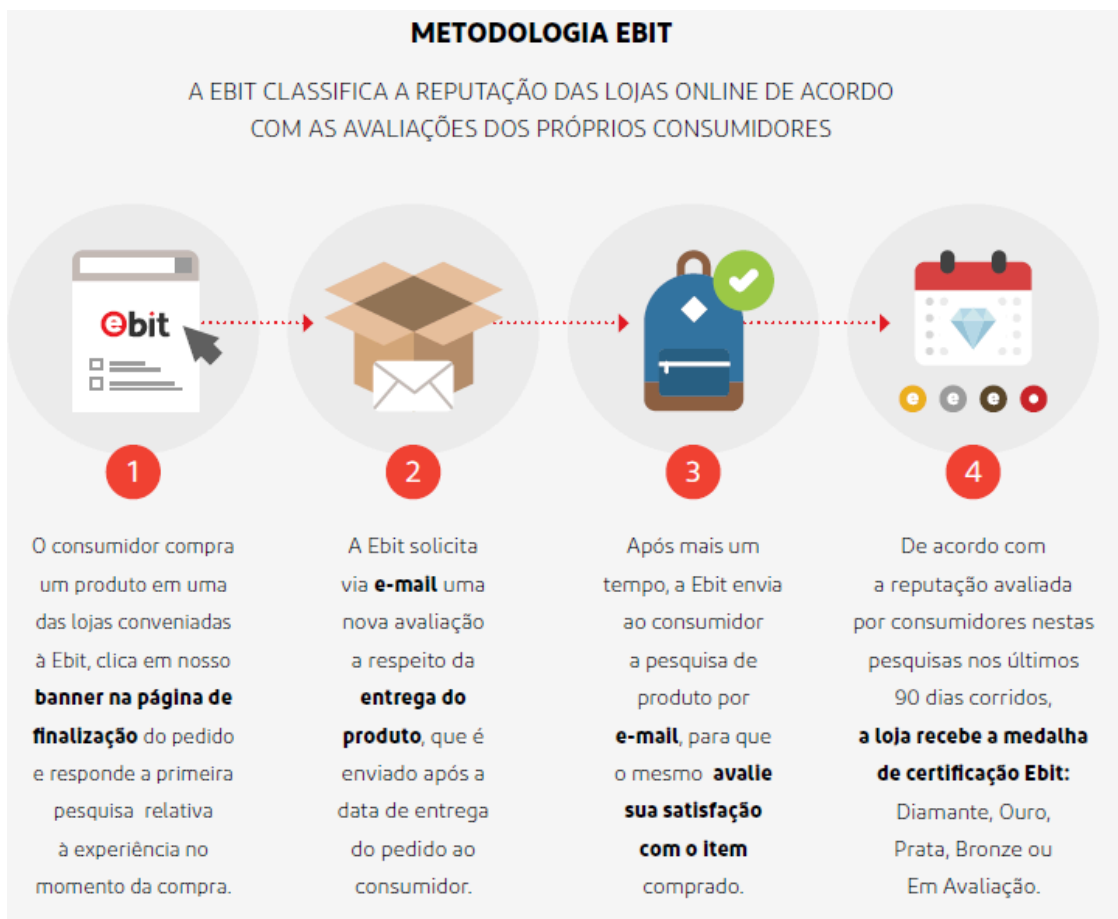 METODOLOGIA EBIT
A EBIT CLASSIFICA A REPUTAÇÃO DAS LOJAS ONLINE DE ACORDO
COM AS AVALIAÇÕES DOS PRÓPRIOS CONSUMIDORES
ebit
e e e
1
O consumidor compra
um produto em uma
das lojas conveniadas
à Ebit, clica em nosso
banner na página de
finalização do pedido
e responde a primeira
pesquisa relativa
à experiência no
momento da compra.
2
A Ebit solicita
via e-mail uma
nova avaliação
a respeito da
entrega do
produto, que é
enviado após a
data de entrega
do pedido ao
consumidor.
3
Após mais um
tempo, a Ebit envia
ao consumidor
a pesquisa de
produto por
e-mail, para que
o mesmo avalie
sua satisfação
com o item
comprado.
4
De acordo com
a reputação avaliada
por consumidores nestas
pesquisas nos últimos
90 dias corridos,
a loja recebe a medalha
de certificação Ebit:
Diamante, Ouro,
Prata, Bronze ou
Em Avaliação.